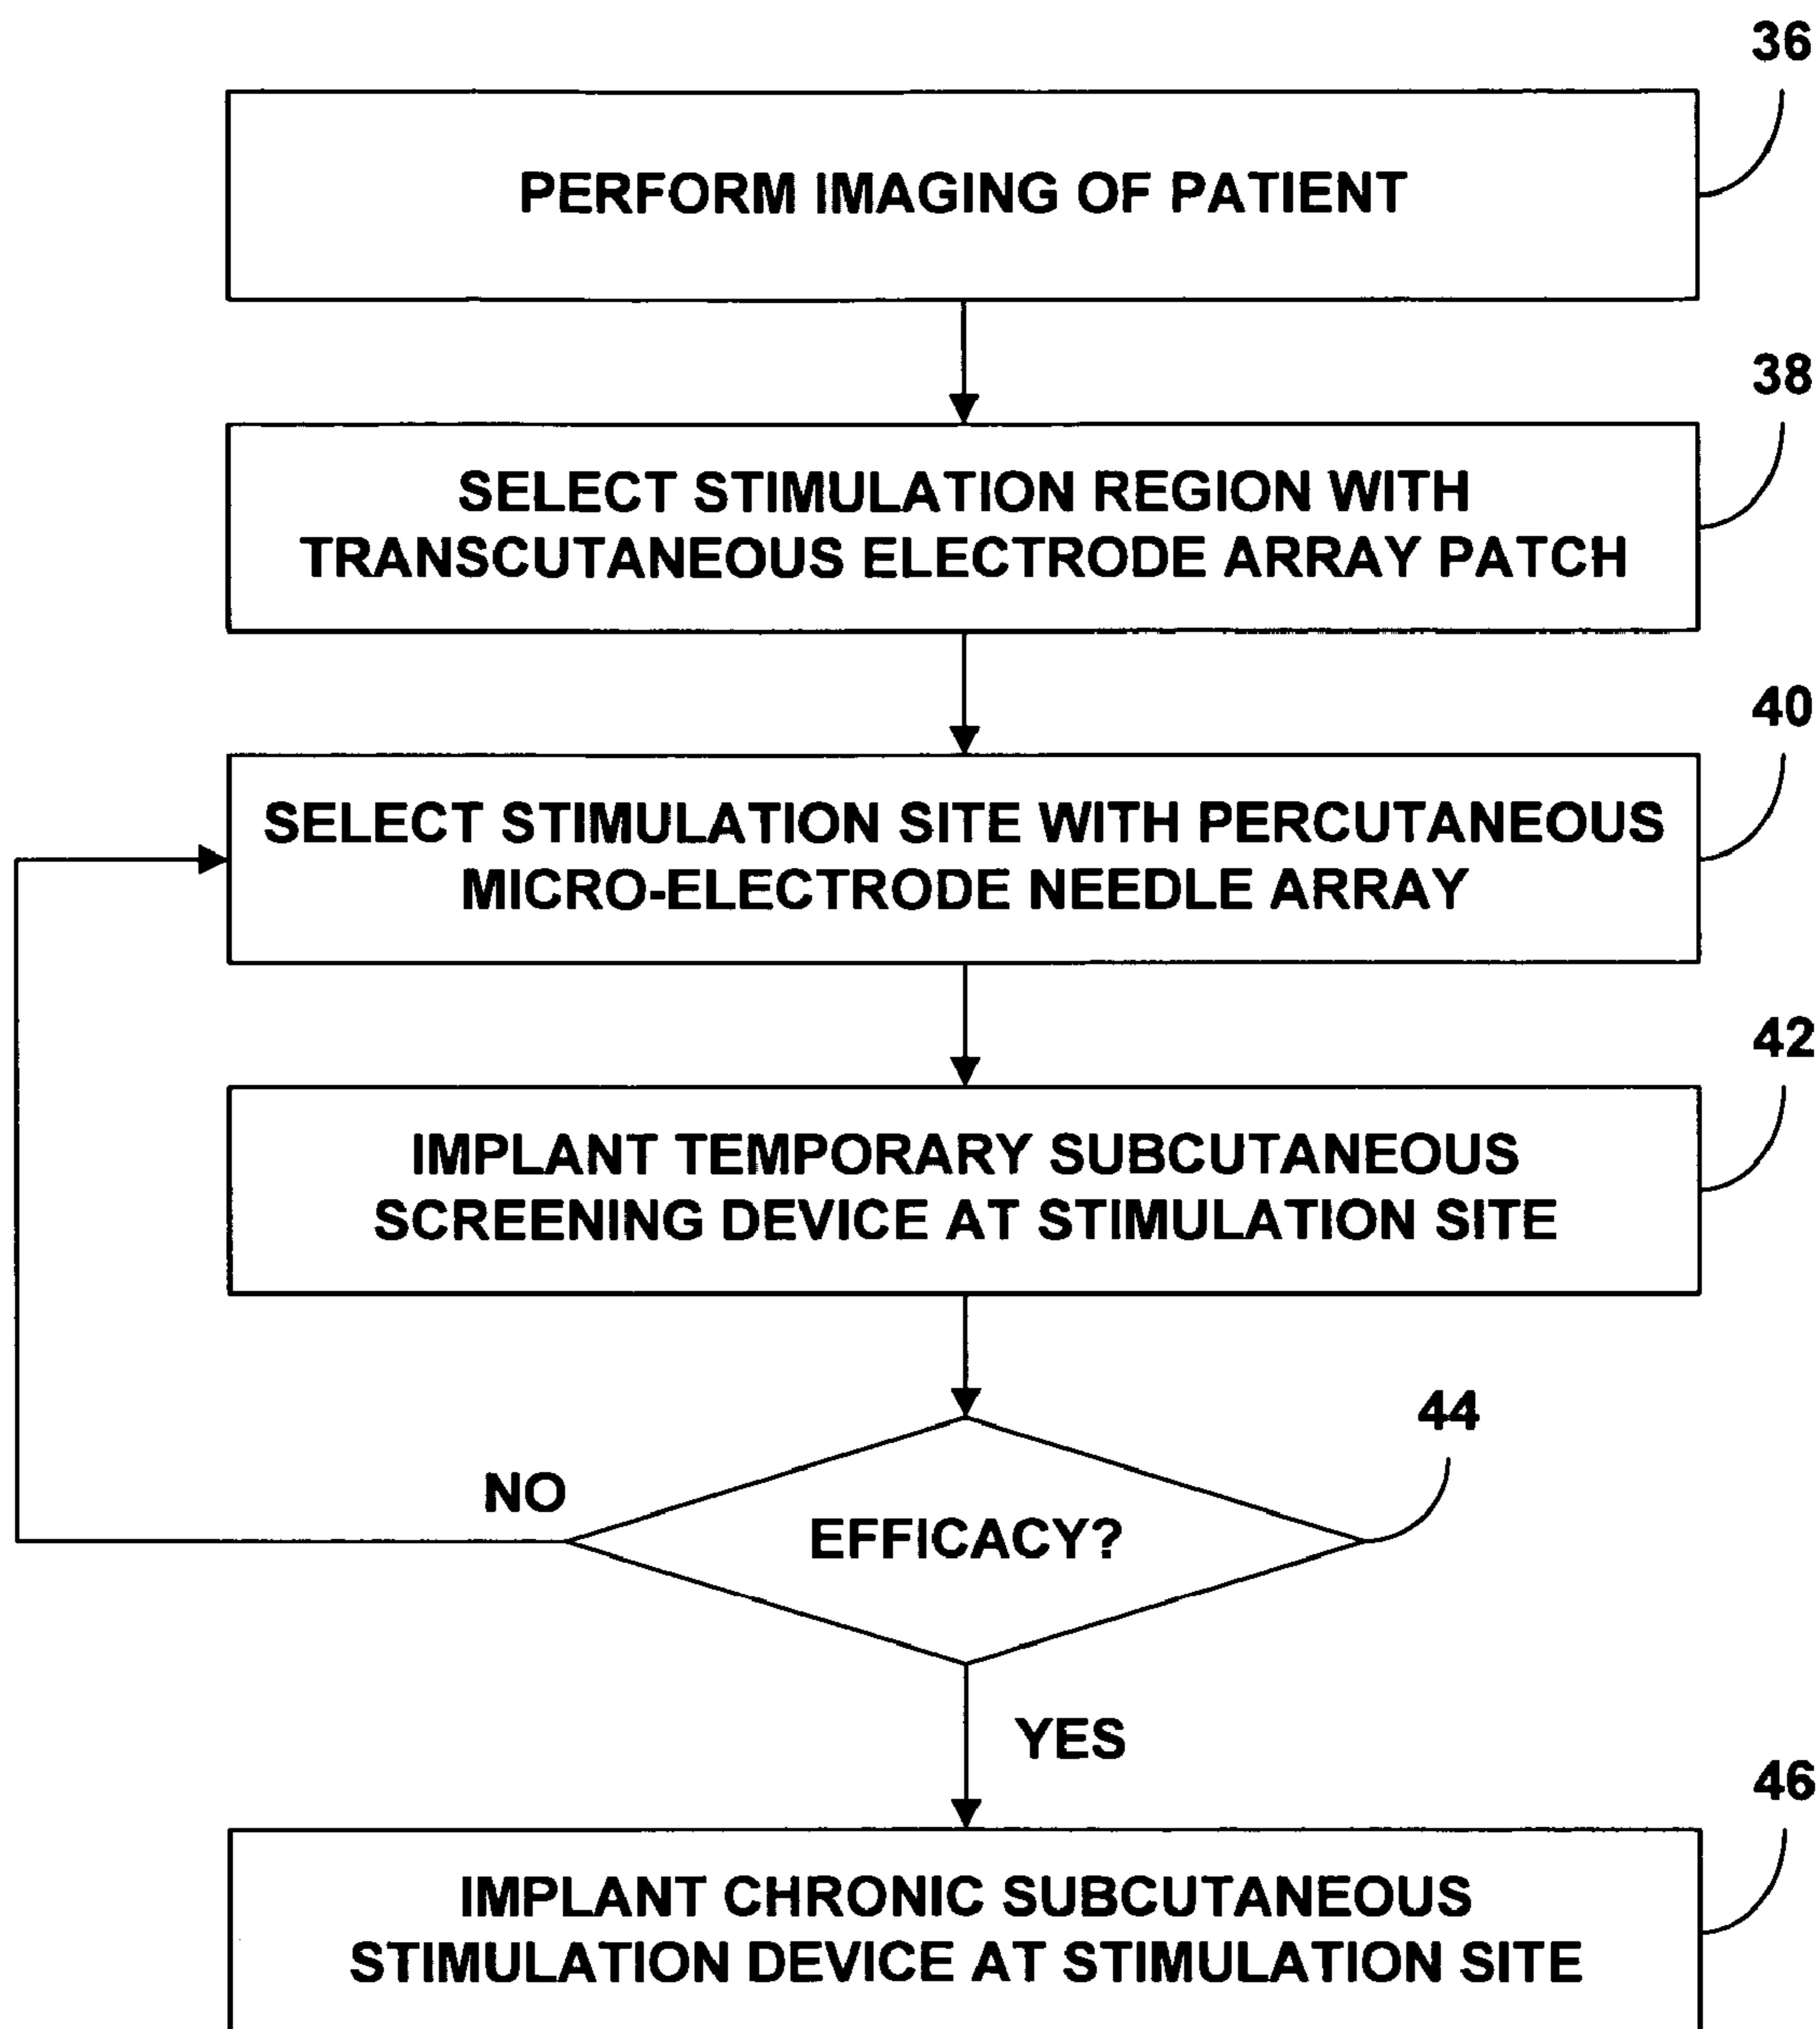 36
PERFORM IMAGING OF PATIENT
38
SELECT STIMULATION REGION WITH
TRANSCUTANEOUS ELECTRODE ARRAY PATCH
40
SELECT STIMULATION SITE WITH PERCUTANEOUS
MICRO-ELECTRODE NEEDLE ARRAY
42
IMPLANT TEMPORARY SUBCUTANEOUS
SCREENING DEVICE AT STIMULATION SITE
44
NO
EFFICACY?
YES
46
IMPLANT CHRONIC SUBCUTANEOUS
STIMULATION DEVICE AT STIMULATION SITE